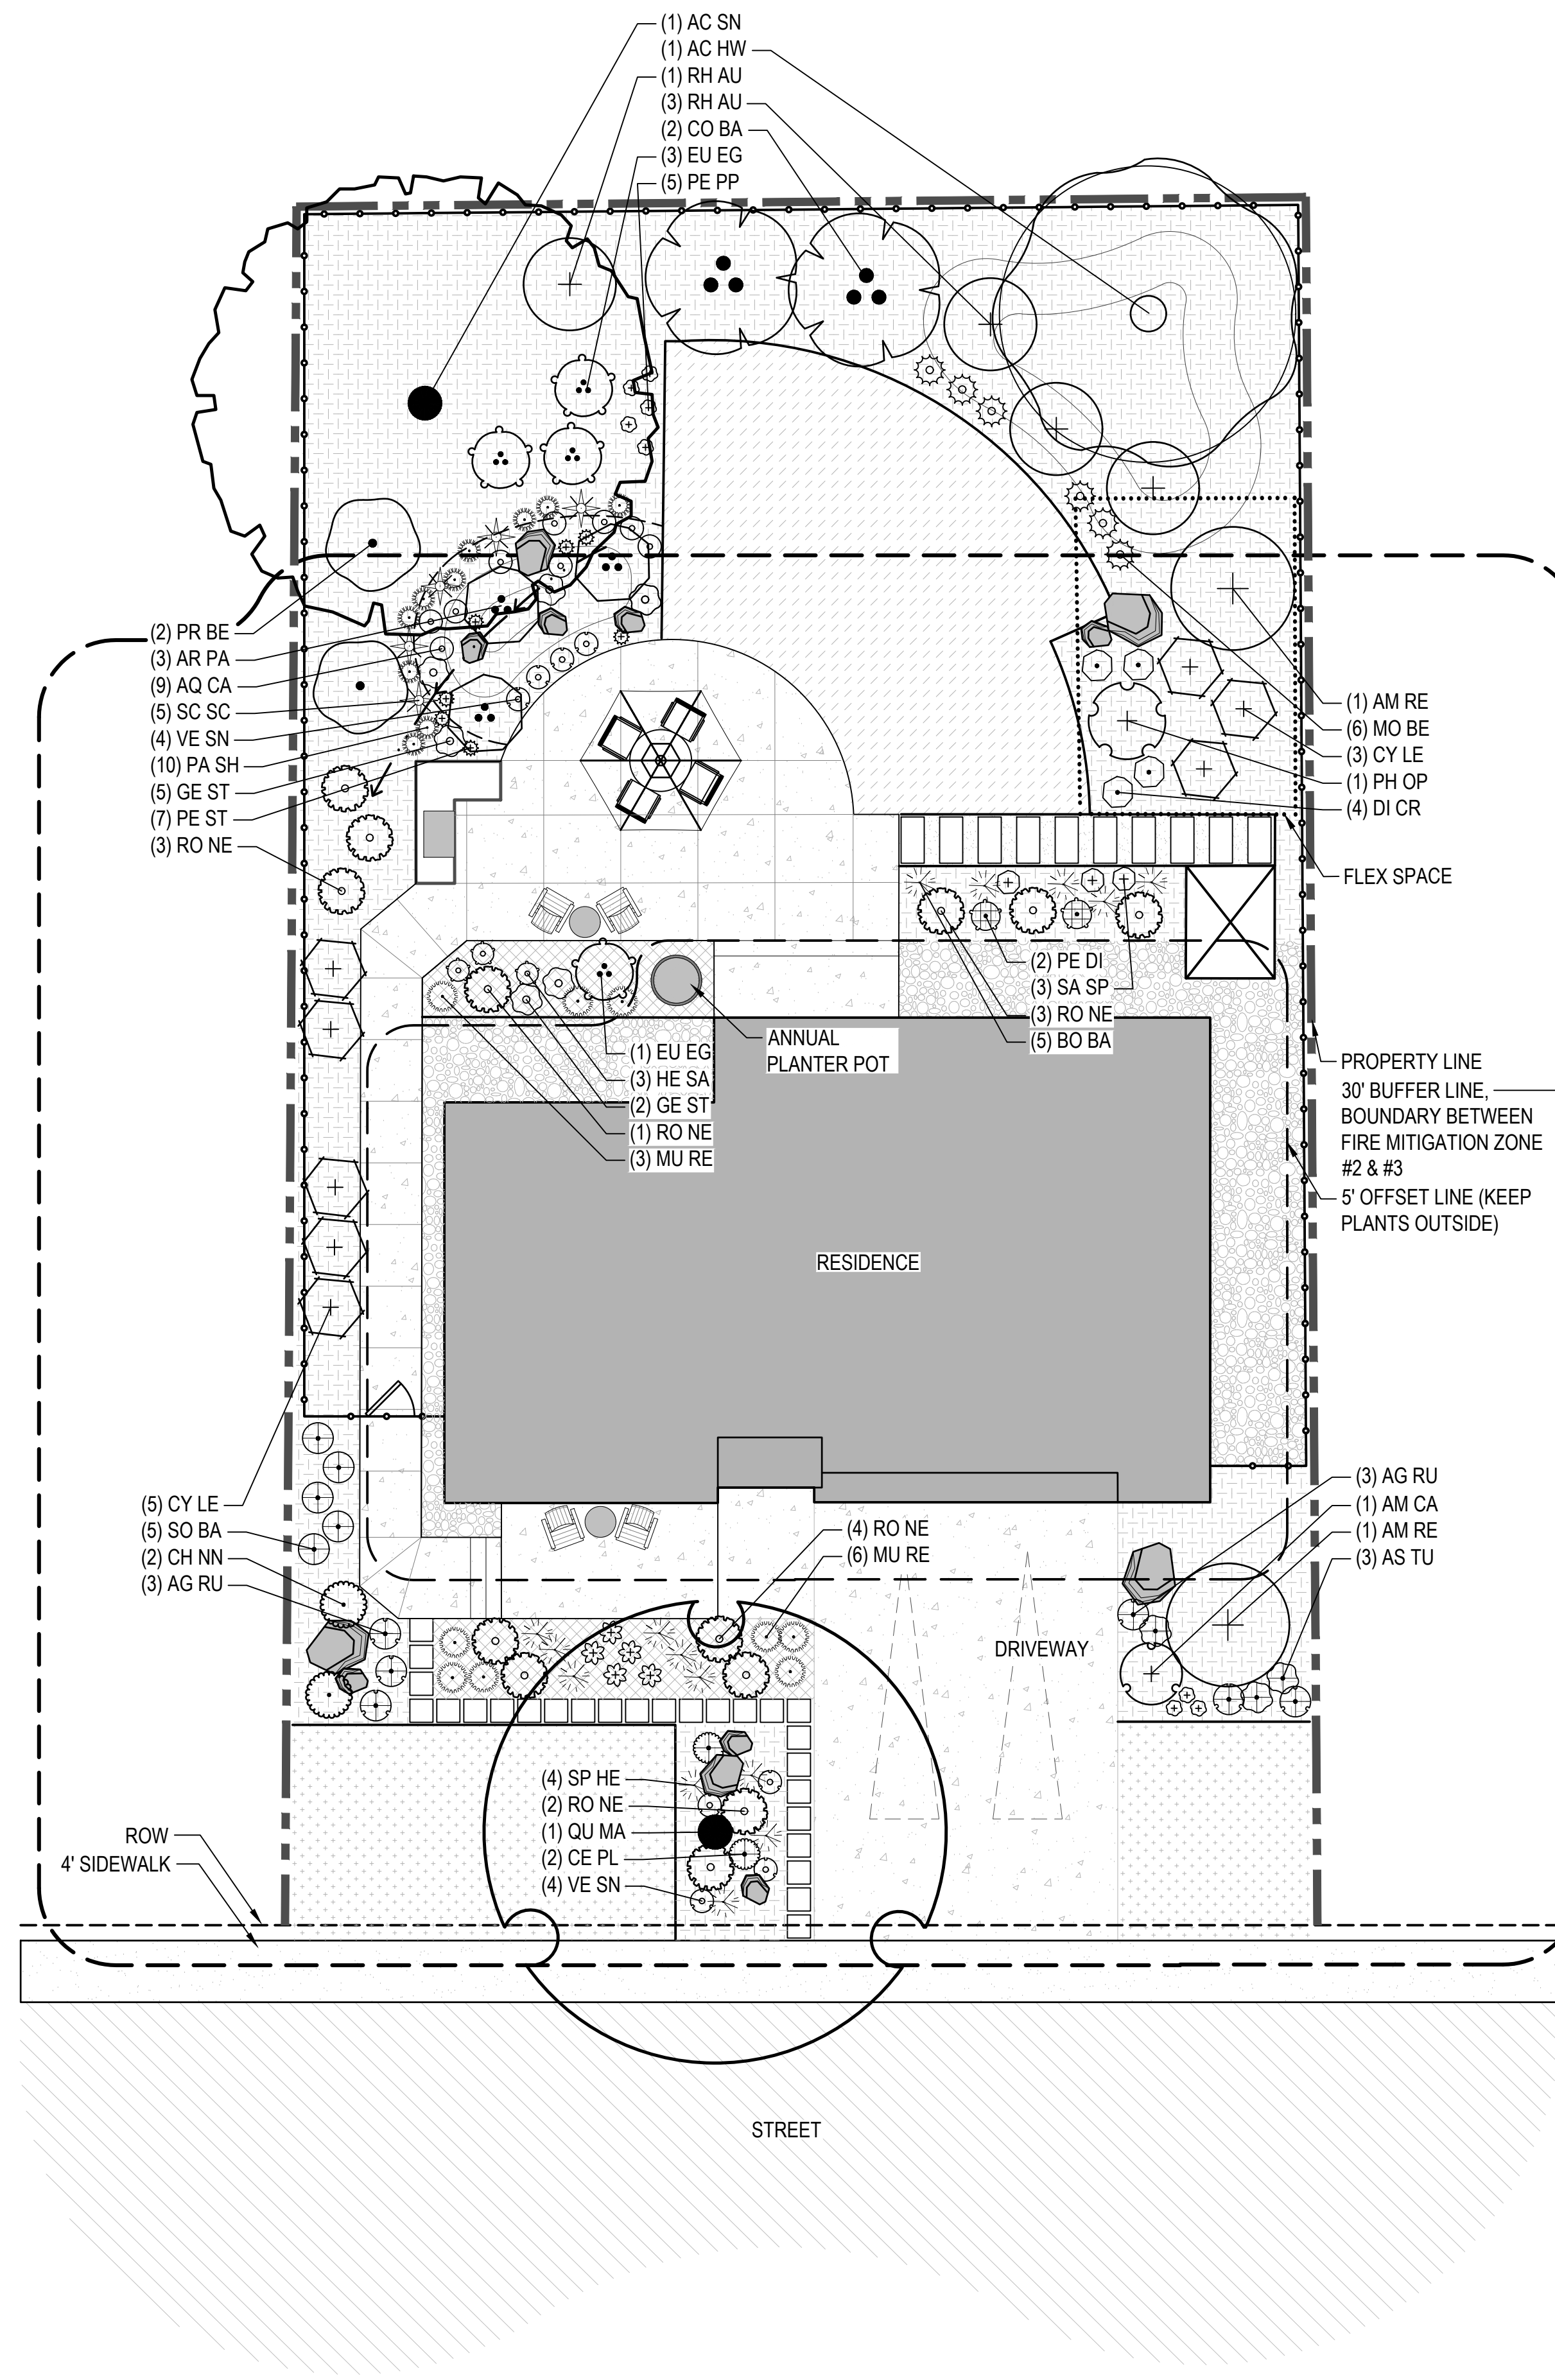 (1) AC SN
(1) AC HW
(1) RH AU
(3) RH AU
(2) CO BA
(3) EU EG
(5) PE PP
(2) PR BE
(3) AR PA
(9) AQ CA
(5) SC SC
(4) VE SN
(10) PA SH
(5) GE ST
(7) PE ST
(3) RO NE
(1) AM RE
(6) MO BE
(3) CY LE
(1) PH OP
(4) DI CR
FLEX SPACE
(2) PE DI
(3) SA SP
(3) RO NE
(5) BO BA
ANNUAL
PLANTER POT
(1) EU EG
(3) HE SA
(2) GE ST
(1) RO NE
(3) MU RE
PROPERTY LINE
30' BUFFER LINE,
BOUNDARY BETWEEN
FIRE MITIGATION ZONE
#2 & #3
5' OFFSET LINE (KEEP
PLANTS OUTSIDE)
RESIDENCE
(5) CY LE
(5) SO BA
(2) CH NN
(3) AG RU
(4) RO NE
(6) MU RE
(3) AG RU
(1) AM CA
(1) AM RE
(3) AS TU
DRIVEWAY
(4) SP HE
(2) RO NE
(1) QU MA
(2) CE PL
(4) VE SN
ROW
4' SIDEWALK
STREET